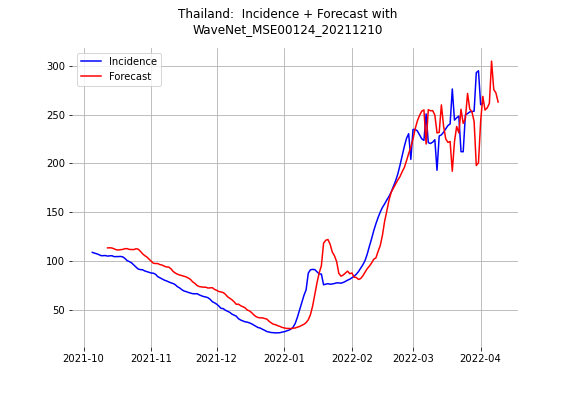 Thailand:  Incidence + Forecast with
WaveNet_MSE00124_20211210
Incidence
Forecast
300
250
200
150
100
50
2021-10 2021-11 2021-12 2022-01 2022-02 2022-03 2022-04